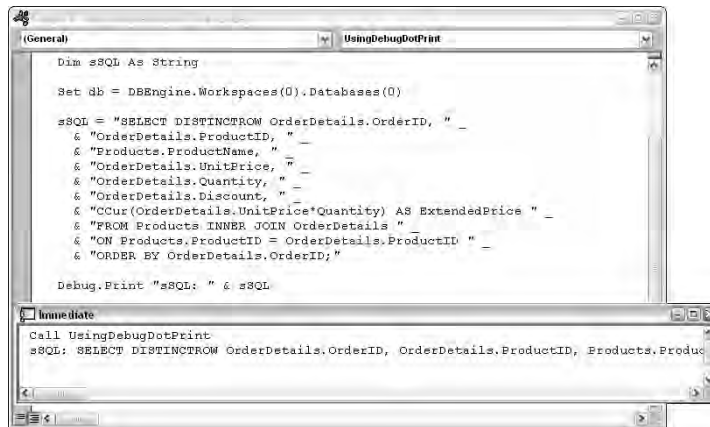 (General)
UsingDebugDotPrint
Dim sSQL As String
Set db = DBEngine.Workspaces(0).Databases(0)
sSQL = "SELECT DISTINCTROW OrderDetails.OrderID, " _
& "OrderDetails.ProductID, " _
& "Products.ProductName, " _
& "OrderDetails.UnitPrice, " _
& "OrderDetails.Quantity, " _
& "OrderDetails.Discount, " _
& "CCur(OrderDetails.UnitPrice*Quantity) AS ExtendedPrice " _
& "FROM Products INNER JOIN OrderDetails " _
& "ON Products.ProductID = OrderDetails.ProductID " _
& "ORDER BY OrderDetails.OrderID;"
Debug.Print "sSQL: " & sSQL
Immediate
Call UsingDebugDotPrint
sSQL: SELECT DISTINCTROW OrderDetails.OrderID, OrderDetails.ProductID, Products.Produc